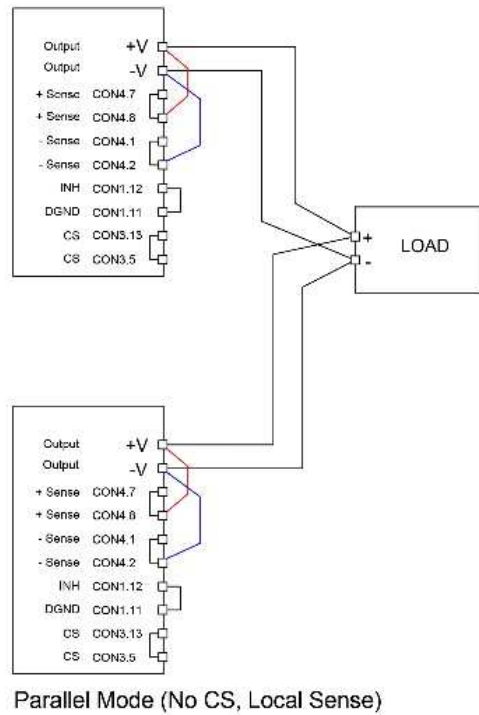 Output +V
Output -V
+ Sense CON4.7
+ Sense CON4.8
- Sense CON4.1
- Sense CON4.2
INH CON1.12
DGND CON1.11
CS CON3.13
CS CON3.5
+ LOAD
-
Output +V
Output -V
+ Sense CON4.7
+ Sense CON4.8
- Sense CON4.1
- Sense CON4.2
INH CON1.12
DGND CON1.11
CS CON3.13
CS CON3.5
Parallel Mode (No CS, Local Sense)